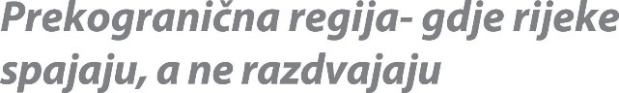 Prekogranična regija- gdje rijeke
spajaju, a ne razdvajaju